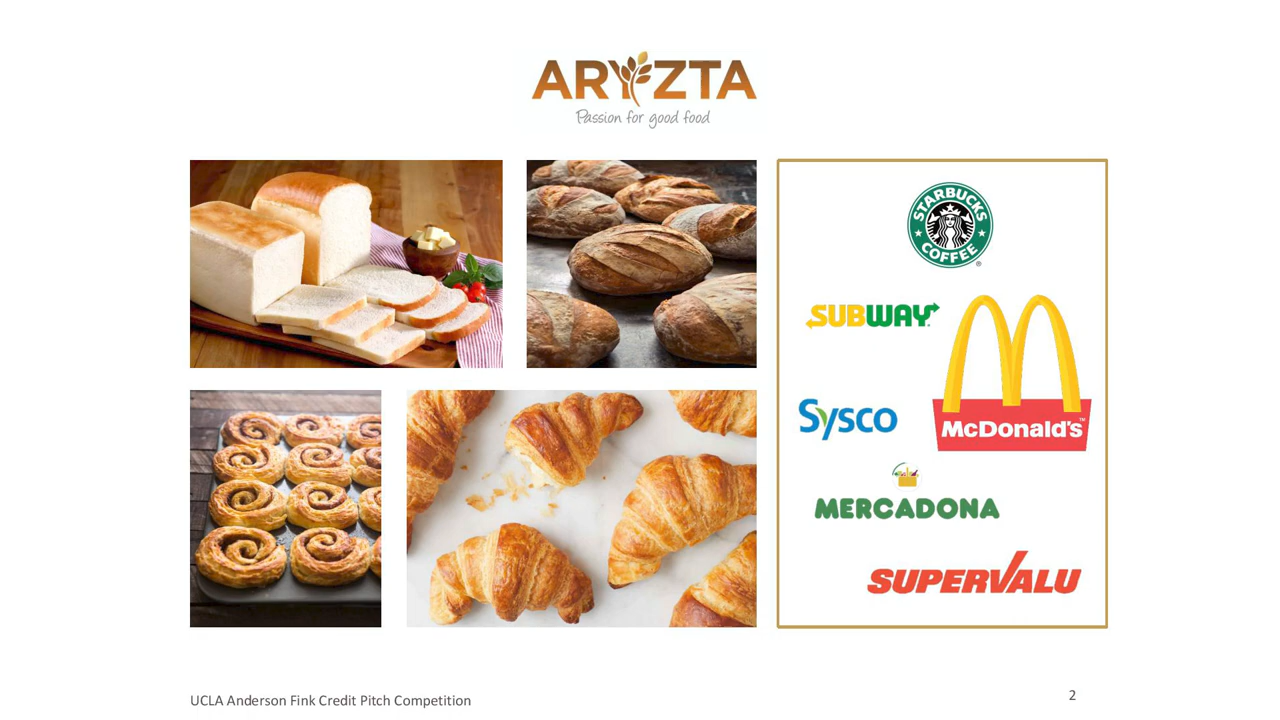 ARYZTA
Passion for good food
STARBUCKS
COFFEE
®
SUBWAY
McDonald's™
Sysco
MERCADONA
SUPERVALU
UCLA Anderson Fink Credit Pitch Competition
2